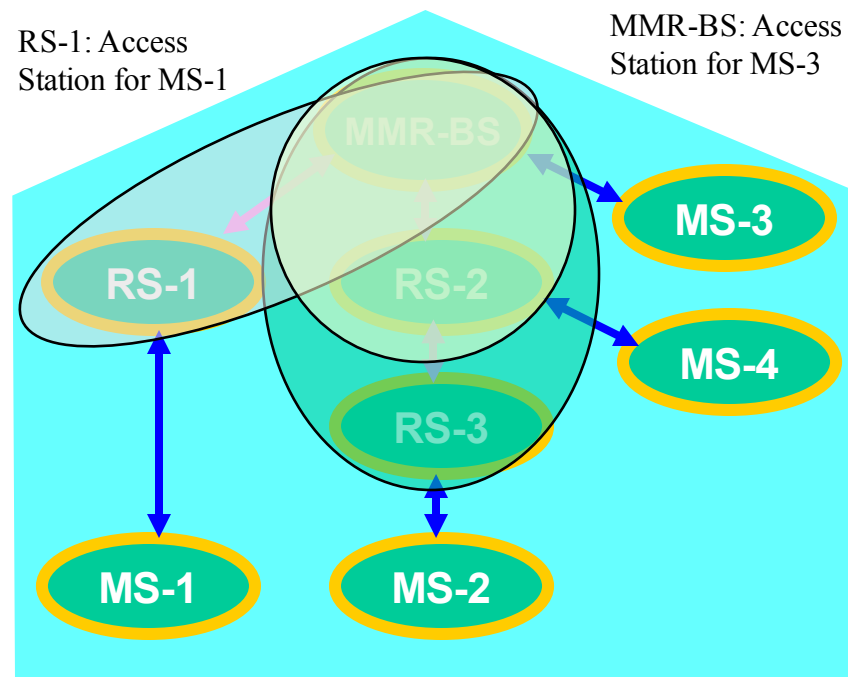 RS-1: Access
Station for MS-1
MMR-BS: Access
Station for MS-3
MMR-BS
MS-3
RS-1
RS-2
MS-4
RS-3
MS-1
MS-2